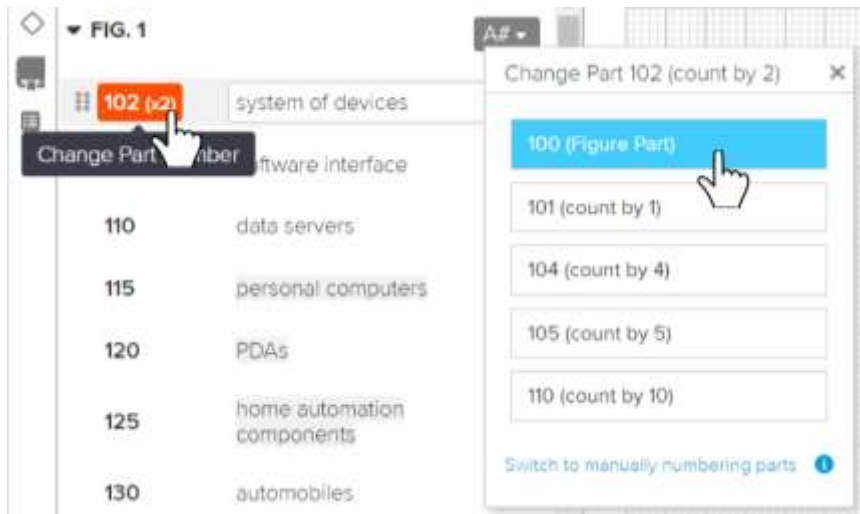 FIG. 1
A#
102 (x2)
system of devices
Change Part
ftware interface
110
data servers
115
personal computers
120
PDAs
125
home automation
components
130
automobiles
Change Part 102 (count by 2)
100 (Figure Part)
101 (count by 1)
104 (count by 4)
105 (count by 5)
110 (count by 10)
Switch to manually numbering parts